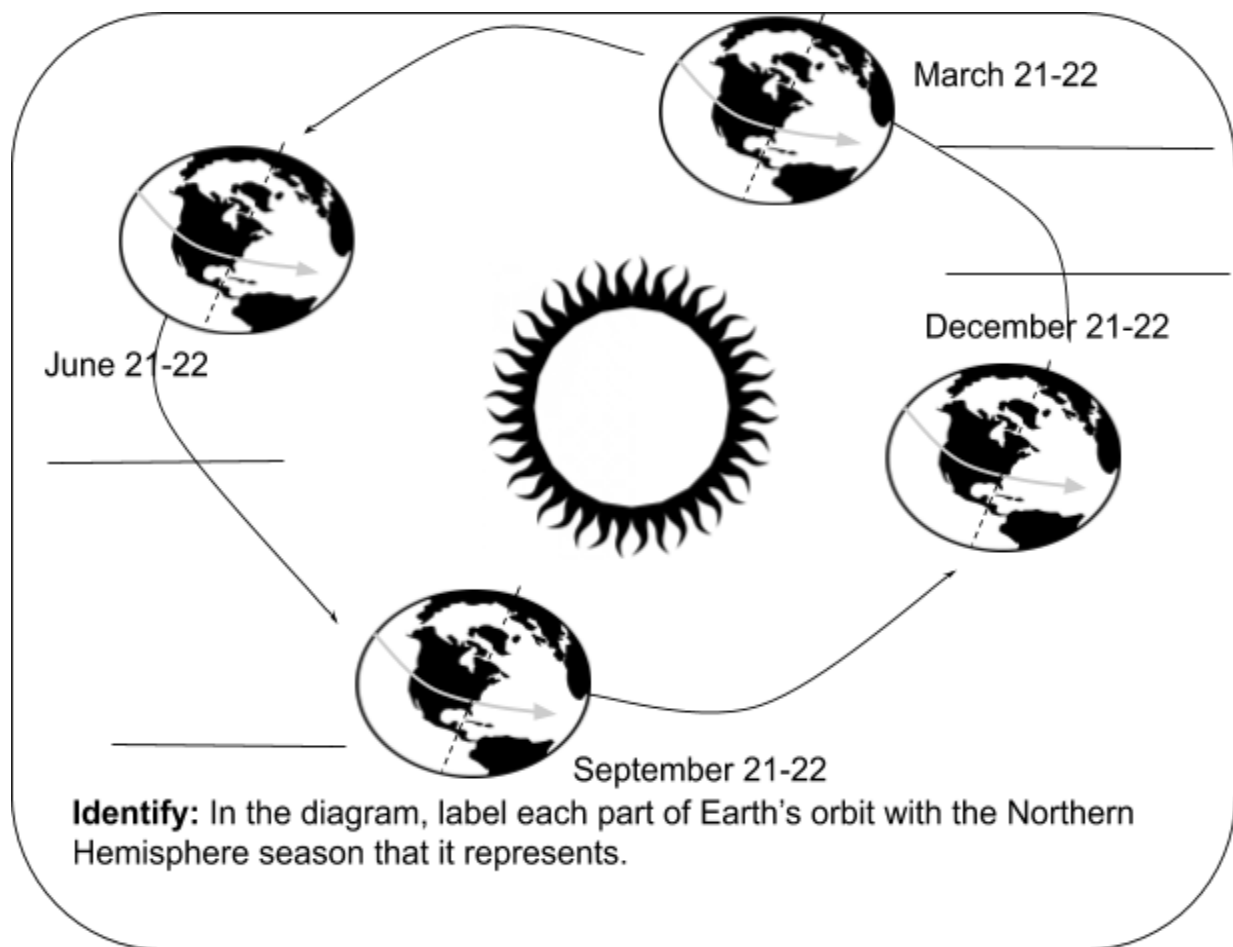 March 21-22
December 21-22
June 21-22
September 21-22
Identify: In the diagram, label each part of Earth's orbit with the Northern
Hemisphere season that it represents.